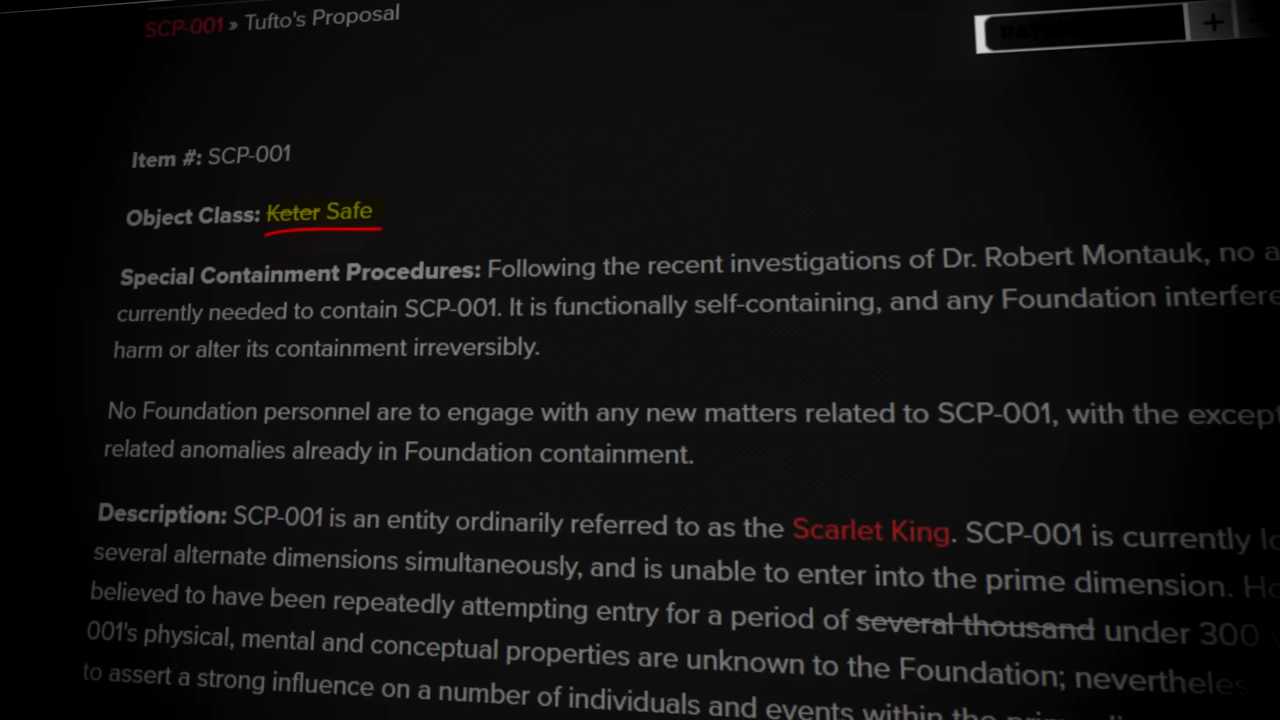 SCP-001 » Tufto's Proposal
+
Item #: SCP-001
Object Class: Keter Safe
Special Containment Procedures: Following the recent investigations of Dr. Robert Montauk, no
currently needed to contain SCP-001. It is functionally self-containing, and any Foundation
harm or alter its containment irreversibly.
No Foundation personnel are to engage with any new matters related to SCP-001, with the
related anomalies already in Foundation containment.
Description: SCP-001 is an entity ordinarily referred to as the Scarlet King. SCP-001 is currently
several alternate dimensions simultaneously, and is unable to enter into the prime dimension.
believed to have been repeatedly attempting entry for a period of several thousand under 300
001's physical, mental and conceptual properties are unknown to the Foundation; nevertheles
to assert a strong influence on a number of individuals and events within the